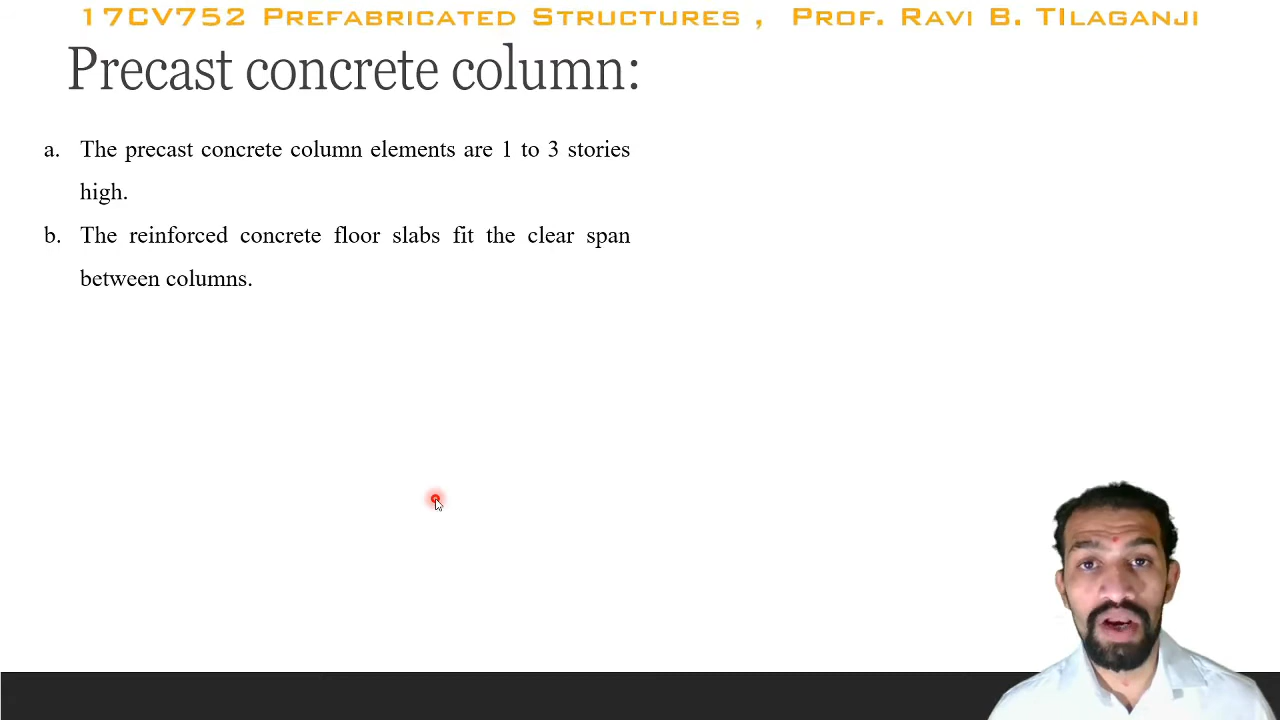 17CV752 Prefabricated Structures , Prof. Ravi B. Tilaganji
Precast concrete column:
a. The precast concrete column elements are 1 to 3 stories
high.
b. The reinforced concrete floor slabs fit the clear span
between columns.